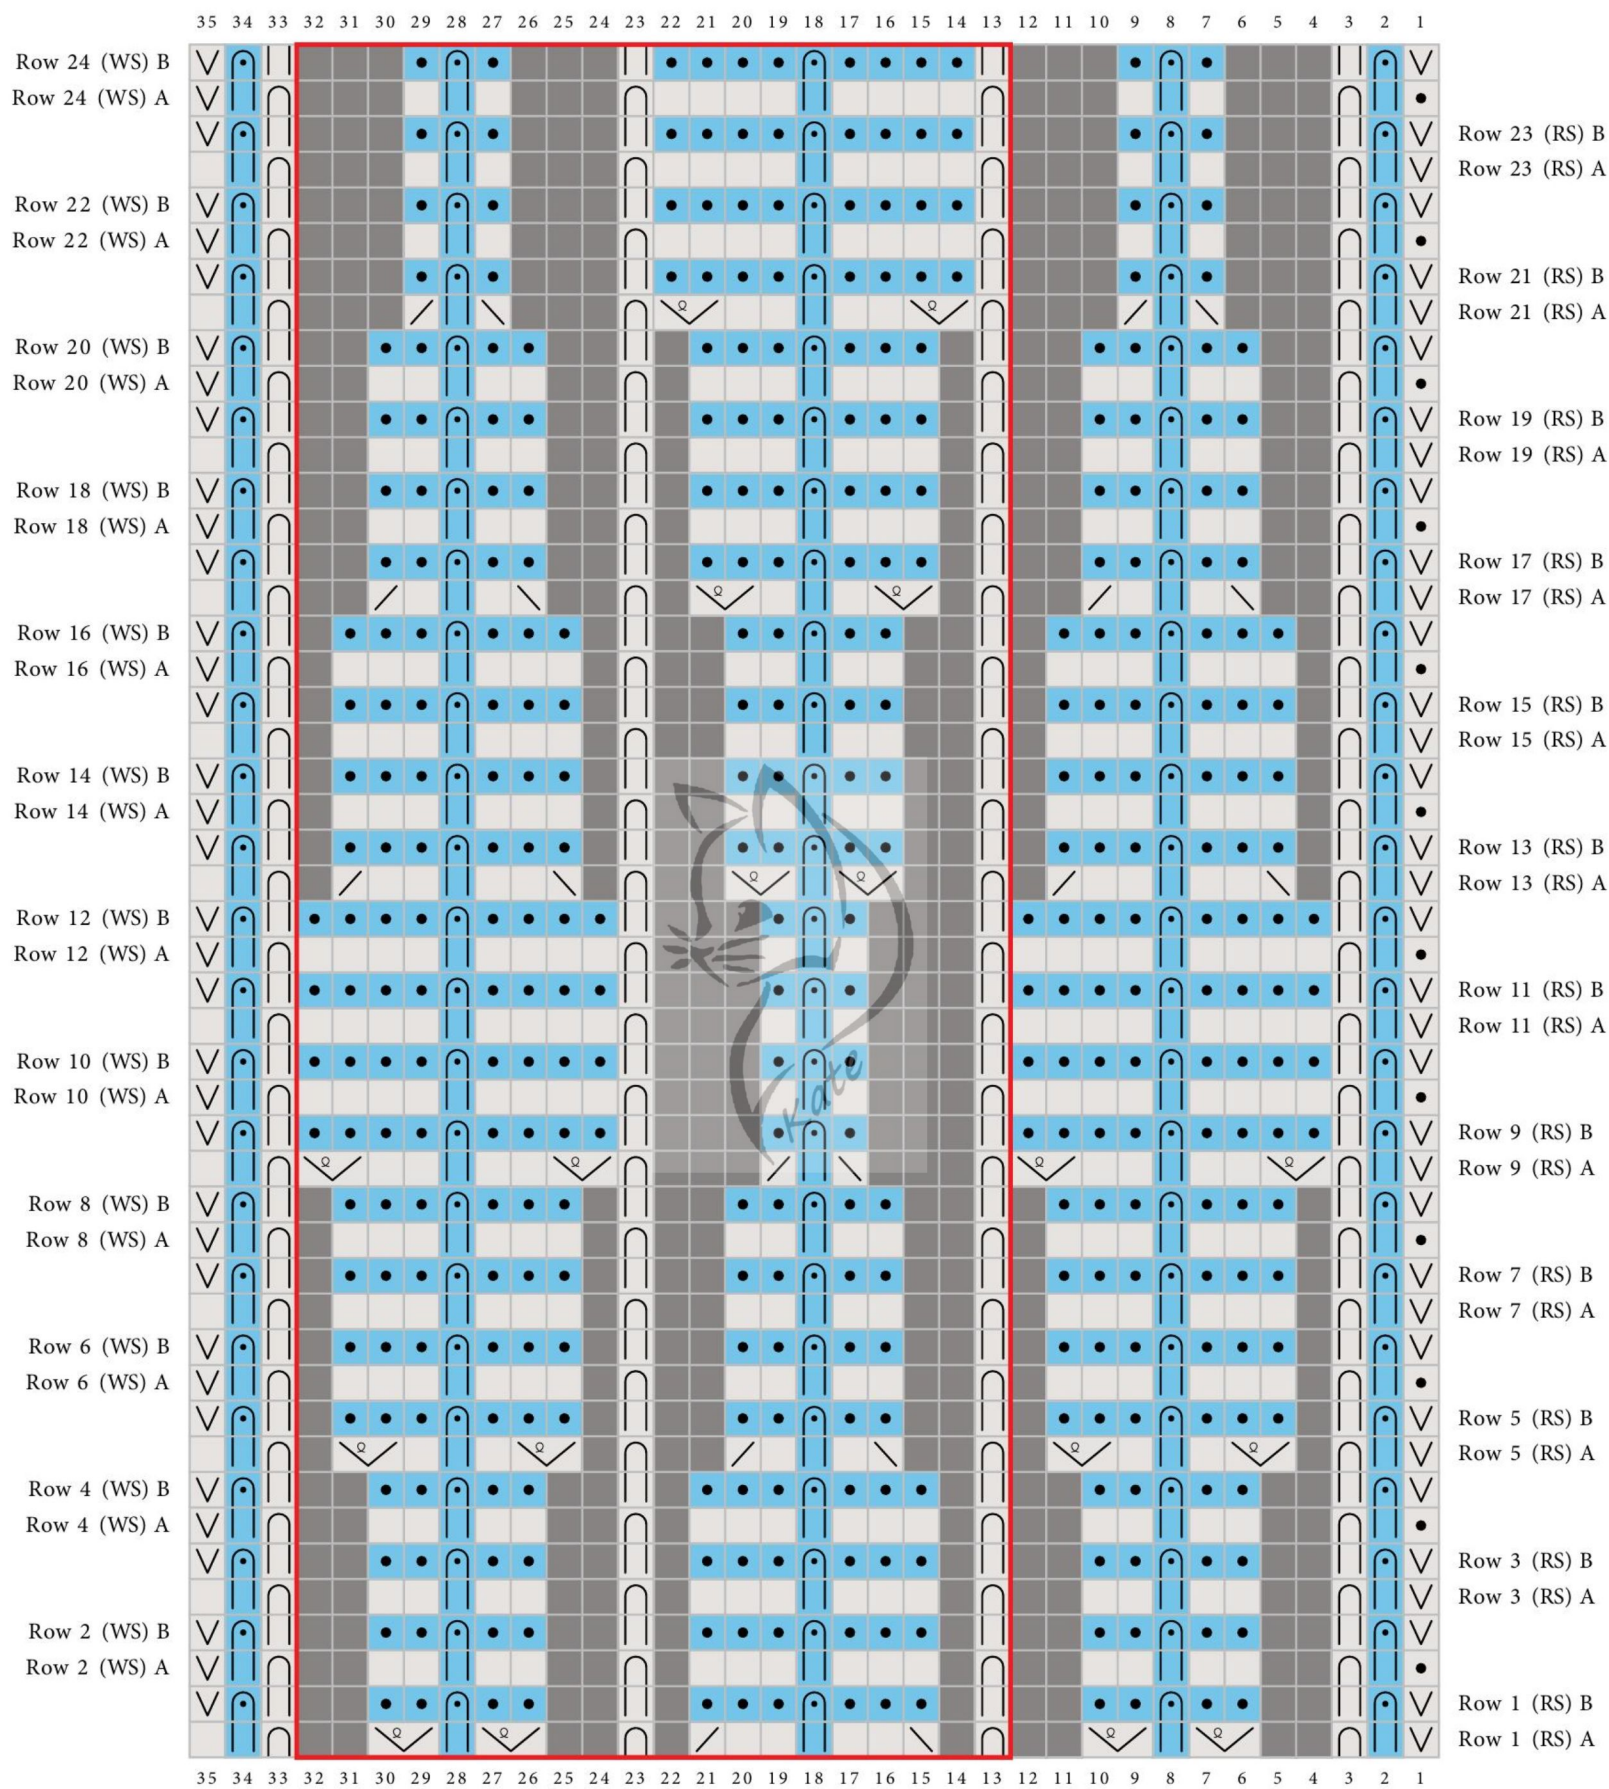 35 34 33 32 31 30 29 28 27 26 25 24 23 22 21 20 19 18 17 16 15 14 13 12 11 10 9 8 7 6 5 4 3 2 1
Row 24 (WS) B
Row 24 (WS) A
Row 23 (RS) B
Row 23 (RS) A
Row 22 (WS) B
Row 22 (WS) A
Row 21 (RS) B
Row 21 (RS) A
Row 20 (WS) B
Row 20 (WS) A
Row 19 (RS) B
Row 19 (RS) A
Row 18 (WS) B
Row 18 (WS) A
Row 17 (RS) B
Row 17 (RS) A
Row 16 (WS) B
Row 16 (WS) A
Row 15 (RS) B
Row 15 (RS) A
Row 14 (WS) B
Row 14 (WS) A
Row 13 (RS) B
Row 13 (RS) A
Row 12 (WS) B
Row 12 (WS) A
Row 11 (RS) B
Row 11 (RS) A
Row 10 (WS) B
Row 10 (WS) A
Kate
Row 9 (RS) B
Row 9 (RS) A
Row 8 (WS) B
Row 8 (WS) A
Row 7 (RS) B
Row 7 (RS) A
Row 6 (WS) B
Row 6 (WS) A
Row 5 (RS) B
Row 5 (RS) A
Row 4 (WS) B
Row 4 (WS) A
Row 3 (RS) B
Row 3 (RS) A
Row 2 (WS) B
Row 2 (WS) A
Row 1 (RS) B
Row 1 (RS) A
35 34 33 32 31 30 29 28 27 26 25 24 23 22 21 20 19 18 17 16 15 14 13 12 11 10 9 8 7 6 5 4 3 2 1